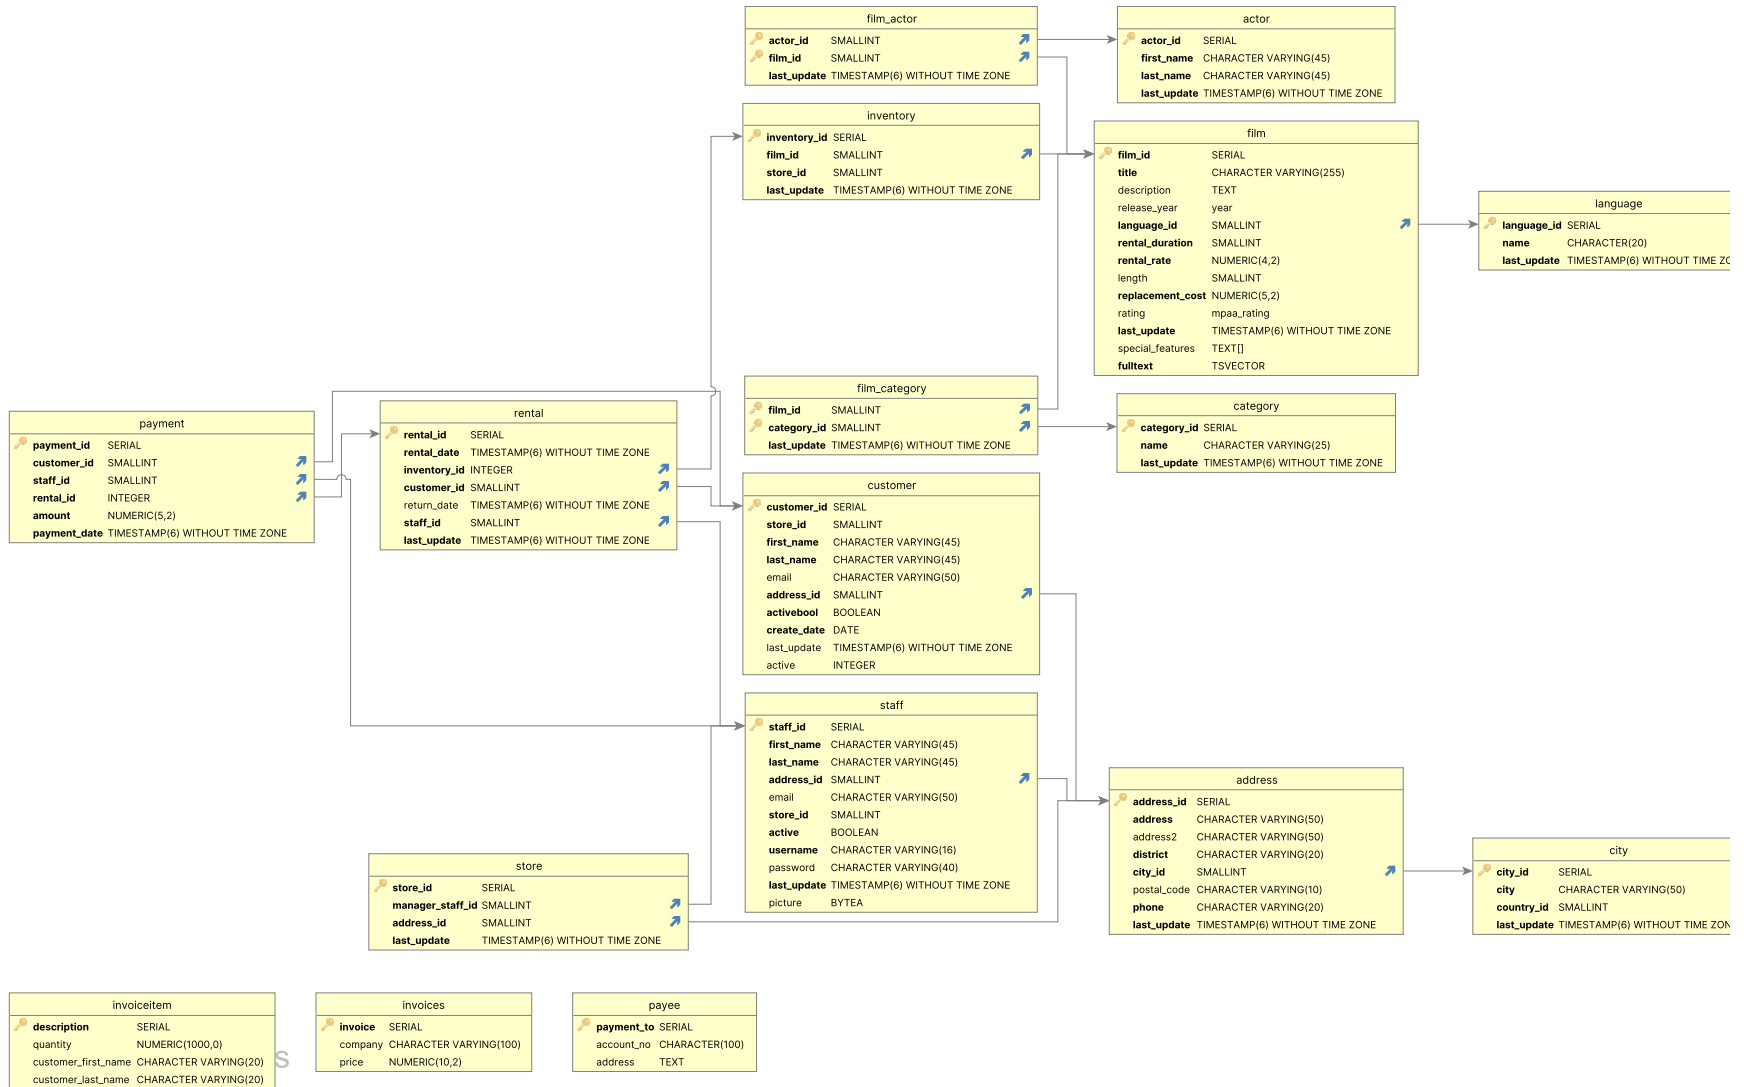 film_actor
actor_id SMALLINT
film_id SMALLINT
last_update TIMESTAMP(6) WITHOUT TIME ZONE
actor
actor_id SERIAL
first_name CHARACTER VARYING(45)
last_name CHARACTER VARYING(45)
last_update TIMESTAMP(6) WITHOUT TIME ZONE
inventory
inventory_id SERIAL
film_id SMALLINT
store_id SMALLINT
last_update TIMESTAMP(6) WITHOUT TIME ZONE
film
film_id SERIAL
title CHARACTER VARYING(255)
description TEXT
release_year year
language_id SMALLINT
rental_duration SMALLINT
rental_rate NUMERIC(4,2)
length SMALLINT
replacement_cost NUMERIC(5,2)
rating mpaa_rating
last_update TIMESTAMP(6) WITHOUT TIME ZONE
special_features TEXT[]
fulltext TSVECTOR
language
language_id SERIAL
name CHARACTER(20)
last_update TIMESTAMP(6) WITHOUT TIME
film_category
film_id SMALLINT
category_id SMALLINT
last_update TIMESTAMP(6) WITHOUT TIME ZONE
category
category_id SERIAL
name CHARACTER VARYING(25)
last_update TIMESTAMP(6) WITHOUT TIME ZONE
payment
payment_id SERIAL
customer_id SMALLINT
staff_id SMALLINT
rental_id INTEGER
amount NUMERIC(5,2)
payment_date TIMESTAMP(6) WITHOUT TIME ZONE
rental
rental_id SERIAL
rental_date TIMESTAMP(6) WITHOUT TIME ZONE
inventory_id INTEGER
customer_id SMALLINT
return_date TIMESTAMP(6) WITHOUT TIME ZONE
staff_id SMALLINT
last_update TIMESTAMP(6) WITHOUT TIME ZONE
customer
customer_id SERIAL
store_id SMALLINT
first_name CHARACTER VARYING(45)
last_name CHARACTER VARYING(45)
email CHARACTER VARYING(50)
address_id SMALLINT
activebool BOOLEAN
create_date DATE
last_update TIMESTAMP(6) WITHOUT TIME ZONE
active INTEGER
staff
staff_id SERIAL
first_name CHARACTER VARYING(45)
last_name CHARACTER VARYING(45)
address_id SMALLINT
email CHARACTER VARYING(50)
store_id SMALLINT
active BOOLEAN
username CHARACTER VARYING(16)
password CHARACTER VARYING(40)
last_update TIMESTAMP(6) WITHOUT TIME ZONE
picture BYTEA
address
address_id SERIAL
address CHARACTER VARYING(50)
address2 CHARACTER VARYING(50)
district CHARACTER VARYING(20)
city_id SMALLINT
postal_code CHARACTER VARYING(10)
phone CHARACTER VARYING(20)
last_update TIMESTAMP(6) WITHOUT TIME ZONE
city
city_id SERIAL
city CHARACTER VARYING(50)
country_id SMALLINT
last_update TIMESTAMP(6) WITHOUT TIME
store
store_id SERIAL
manager_staff_id SMALLINT
address_id SMALLINT
last_update TIMESTAMP(6) WITHOUT TIME ZONE
invoiceitem
description SERIAL
quantity NUMERIC(1000,0)
customer_first_name CHARACTER VARYING(20)
customer_last_name CHARACTER VARYING(20)
invoices
invoice SERIAL
company CHARACTER VARYING(100)
price NUMERIC(10,2)
payee
payment_to SERIAL
account_no CHARACTER(100)
address TEXT